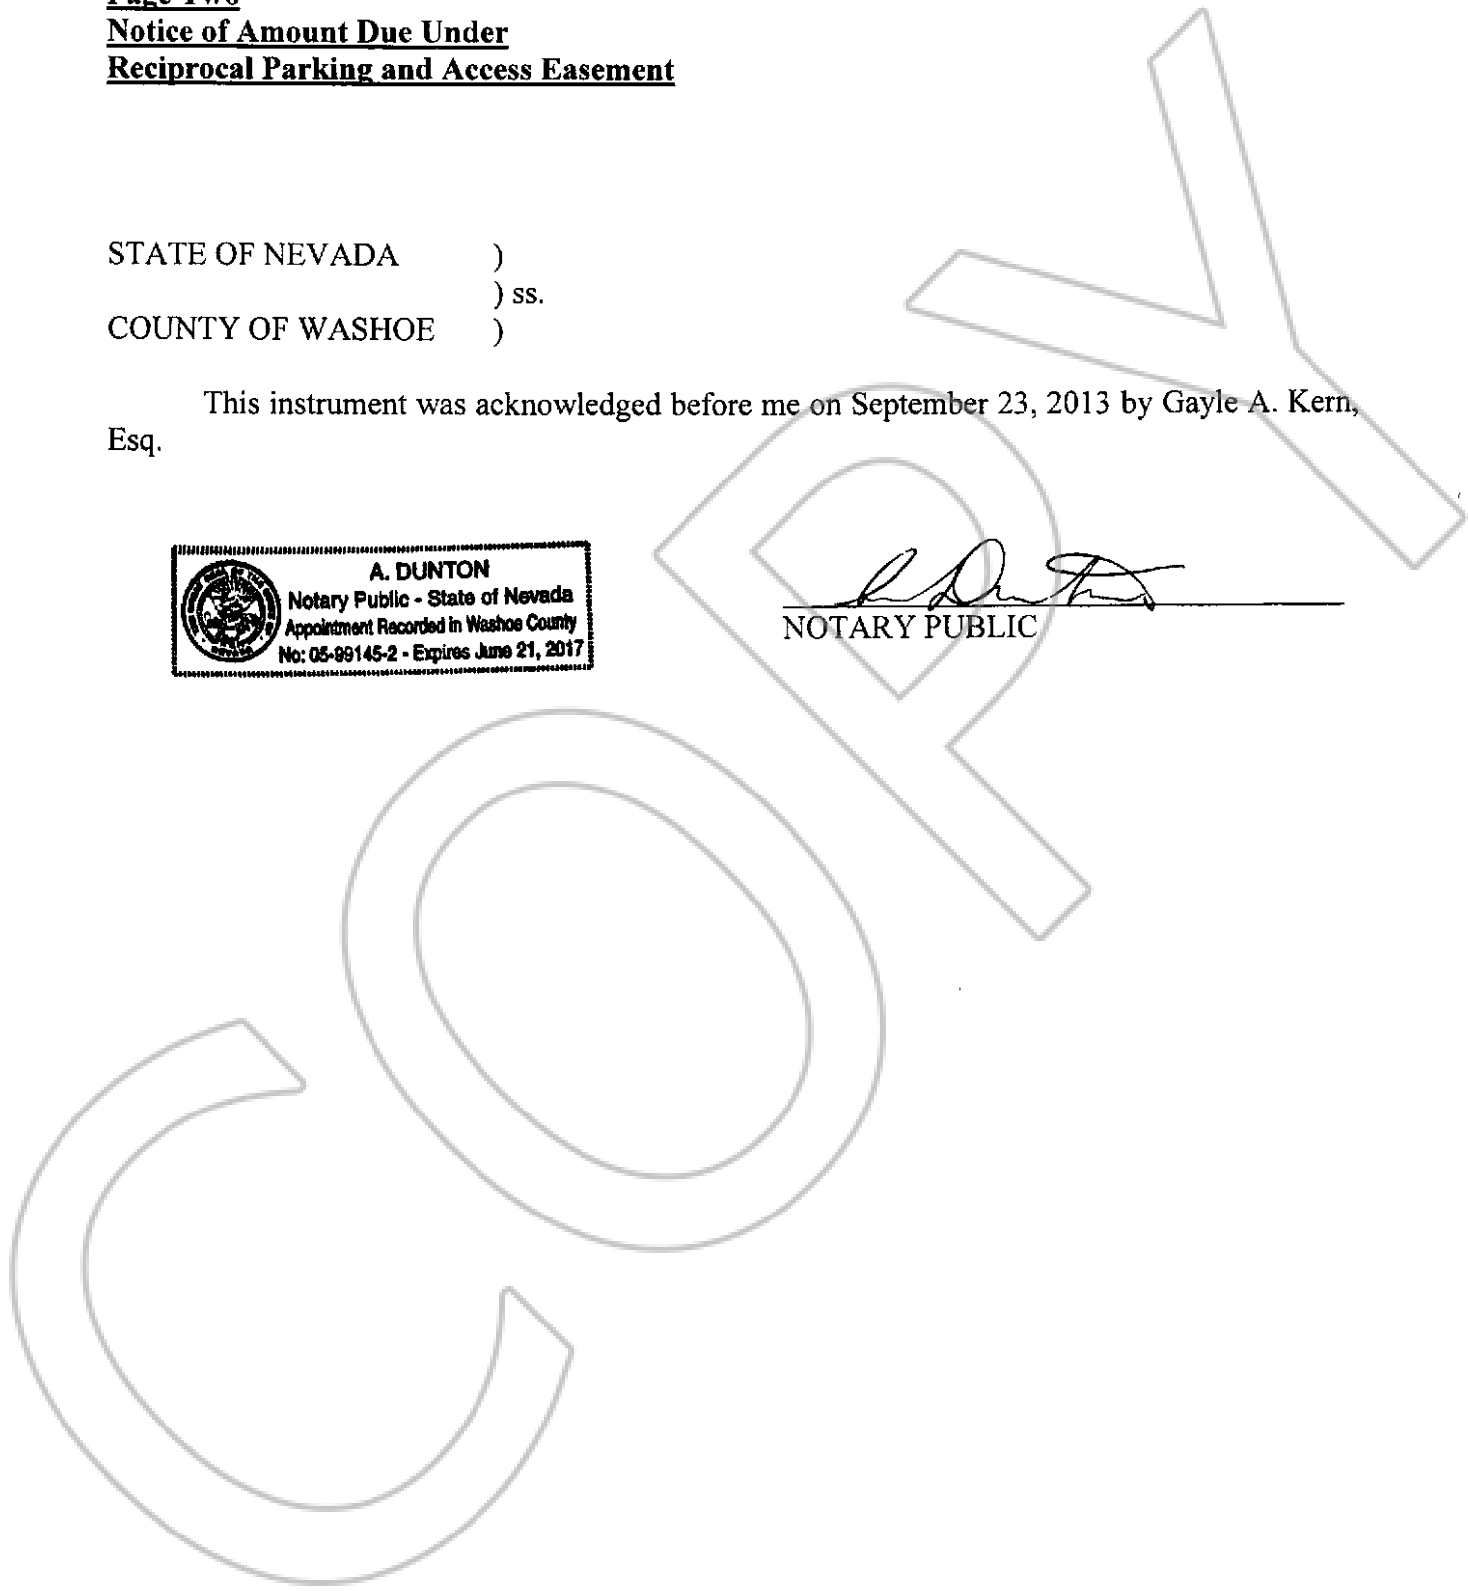 Page Two
Notice of Amount Due Under
Reciprocal Parking and Access Easement
STATE OF NEVADA )
) ss.
COUNTY OF WASHOE )
This instrument was acknowledged before me on September 23, 2013 by Gayle A. Kern,
Esq.
A. DUNTON
Notary Public - State of Nevada
Appointment Recorded in Washoe County
No: 05-99145-2 - Expires June 21, 2017
NOTARY PUBLIC
COPY